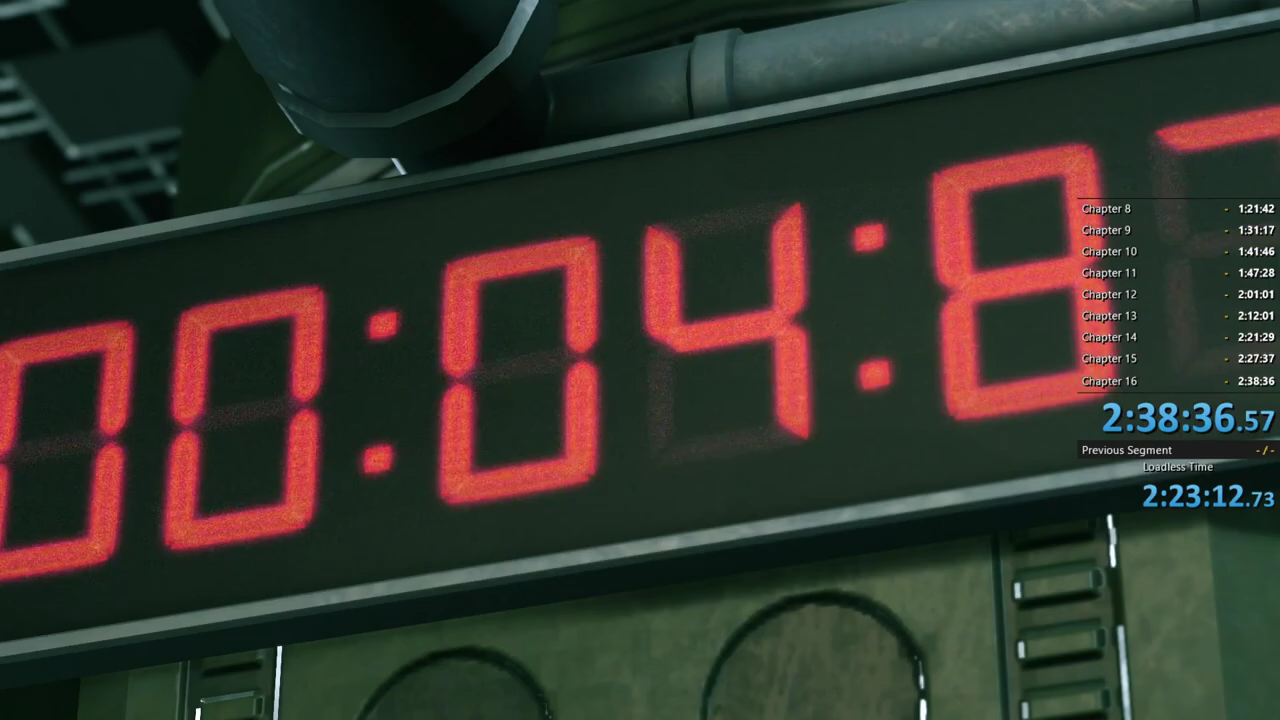 00:04:87
Chapter 8 - 1:21:42
Chapter 9 - 1:31:17
Chapter 10 - 1:41:46
Chapter 11 - 1:47:28
Chapter 12 - 2:01:01
Chapter 13 - 2:12:01
Chapter 14 - 2:21:29
Chapter 15 - 2:27:37
Chapter 16 - 2:38:36
2:38:36.57
Previous Segment - / -
Loadless Time
2:23:12.73